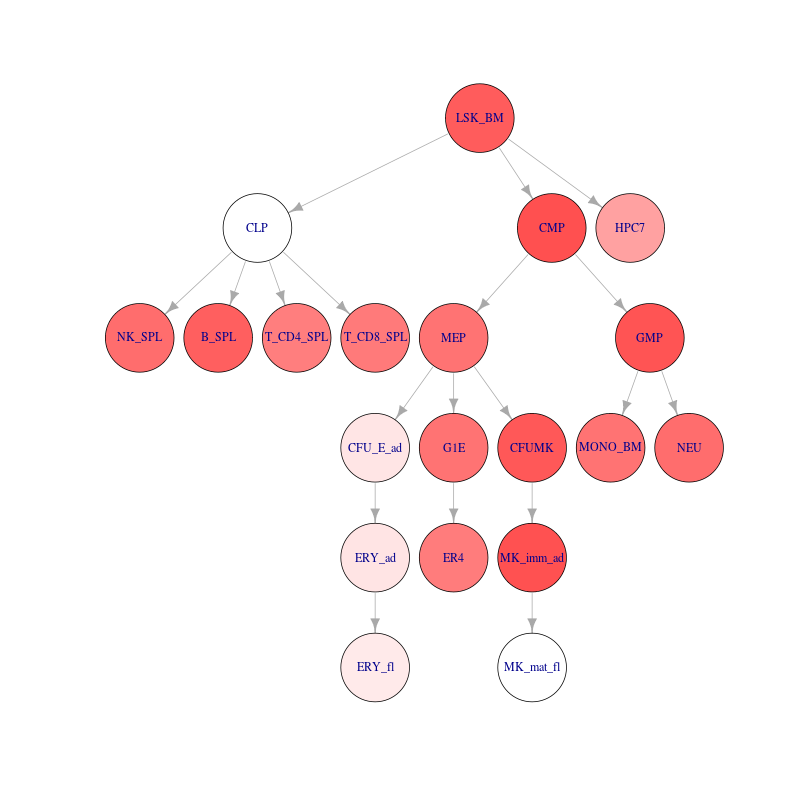 LSK_BM
CLP
CMP
HPC7
NK_SPL
B_SPL
T_CD4_SPL
T_CD8_SPL
MEP
GMP
CFU_E_ad
G1E
CFUMK
MONO_BM
NEU
ERY_ad
ER4
MK_imm_ad
ERY_fl
MK_mat_fl